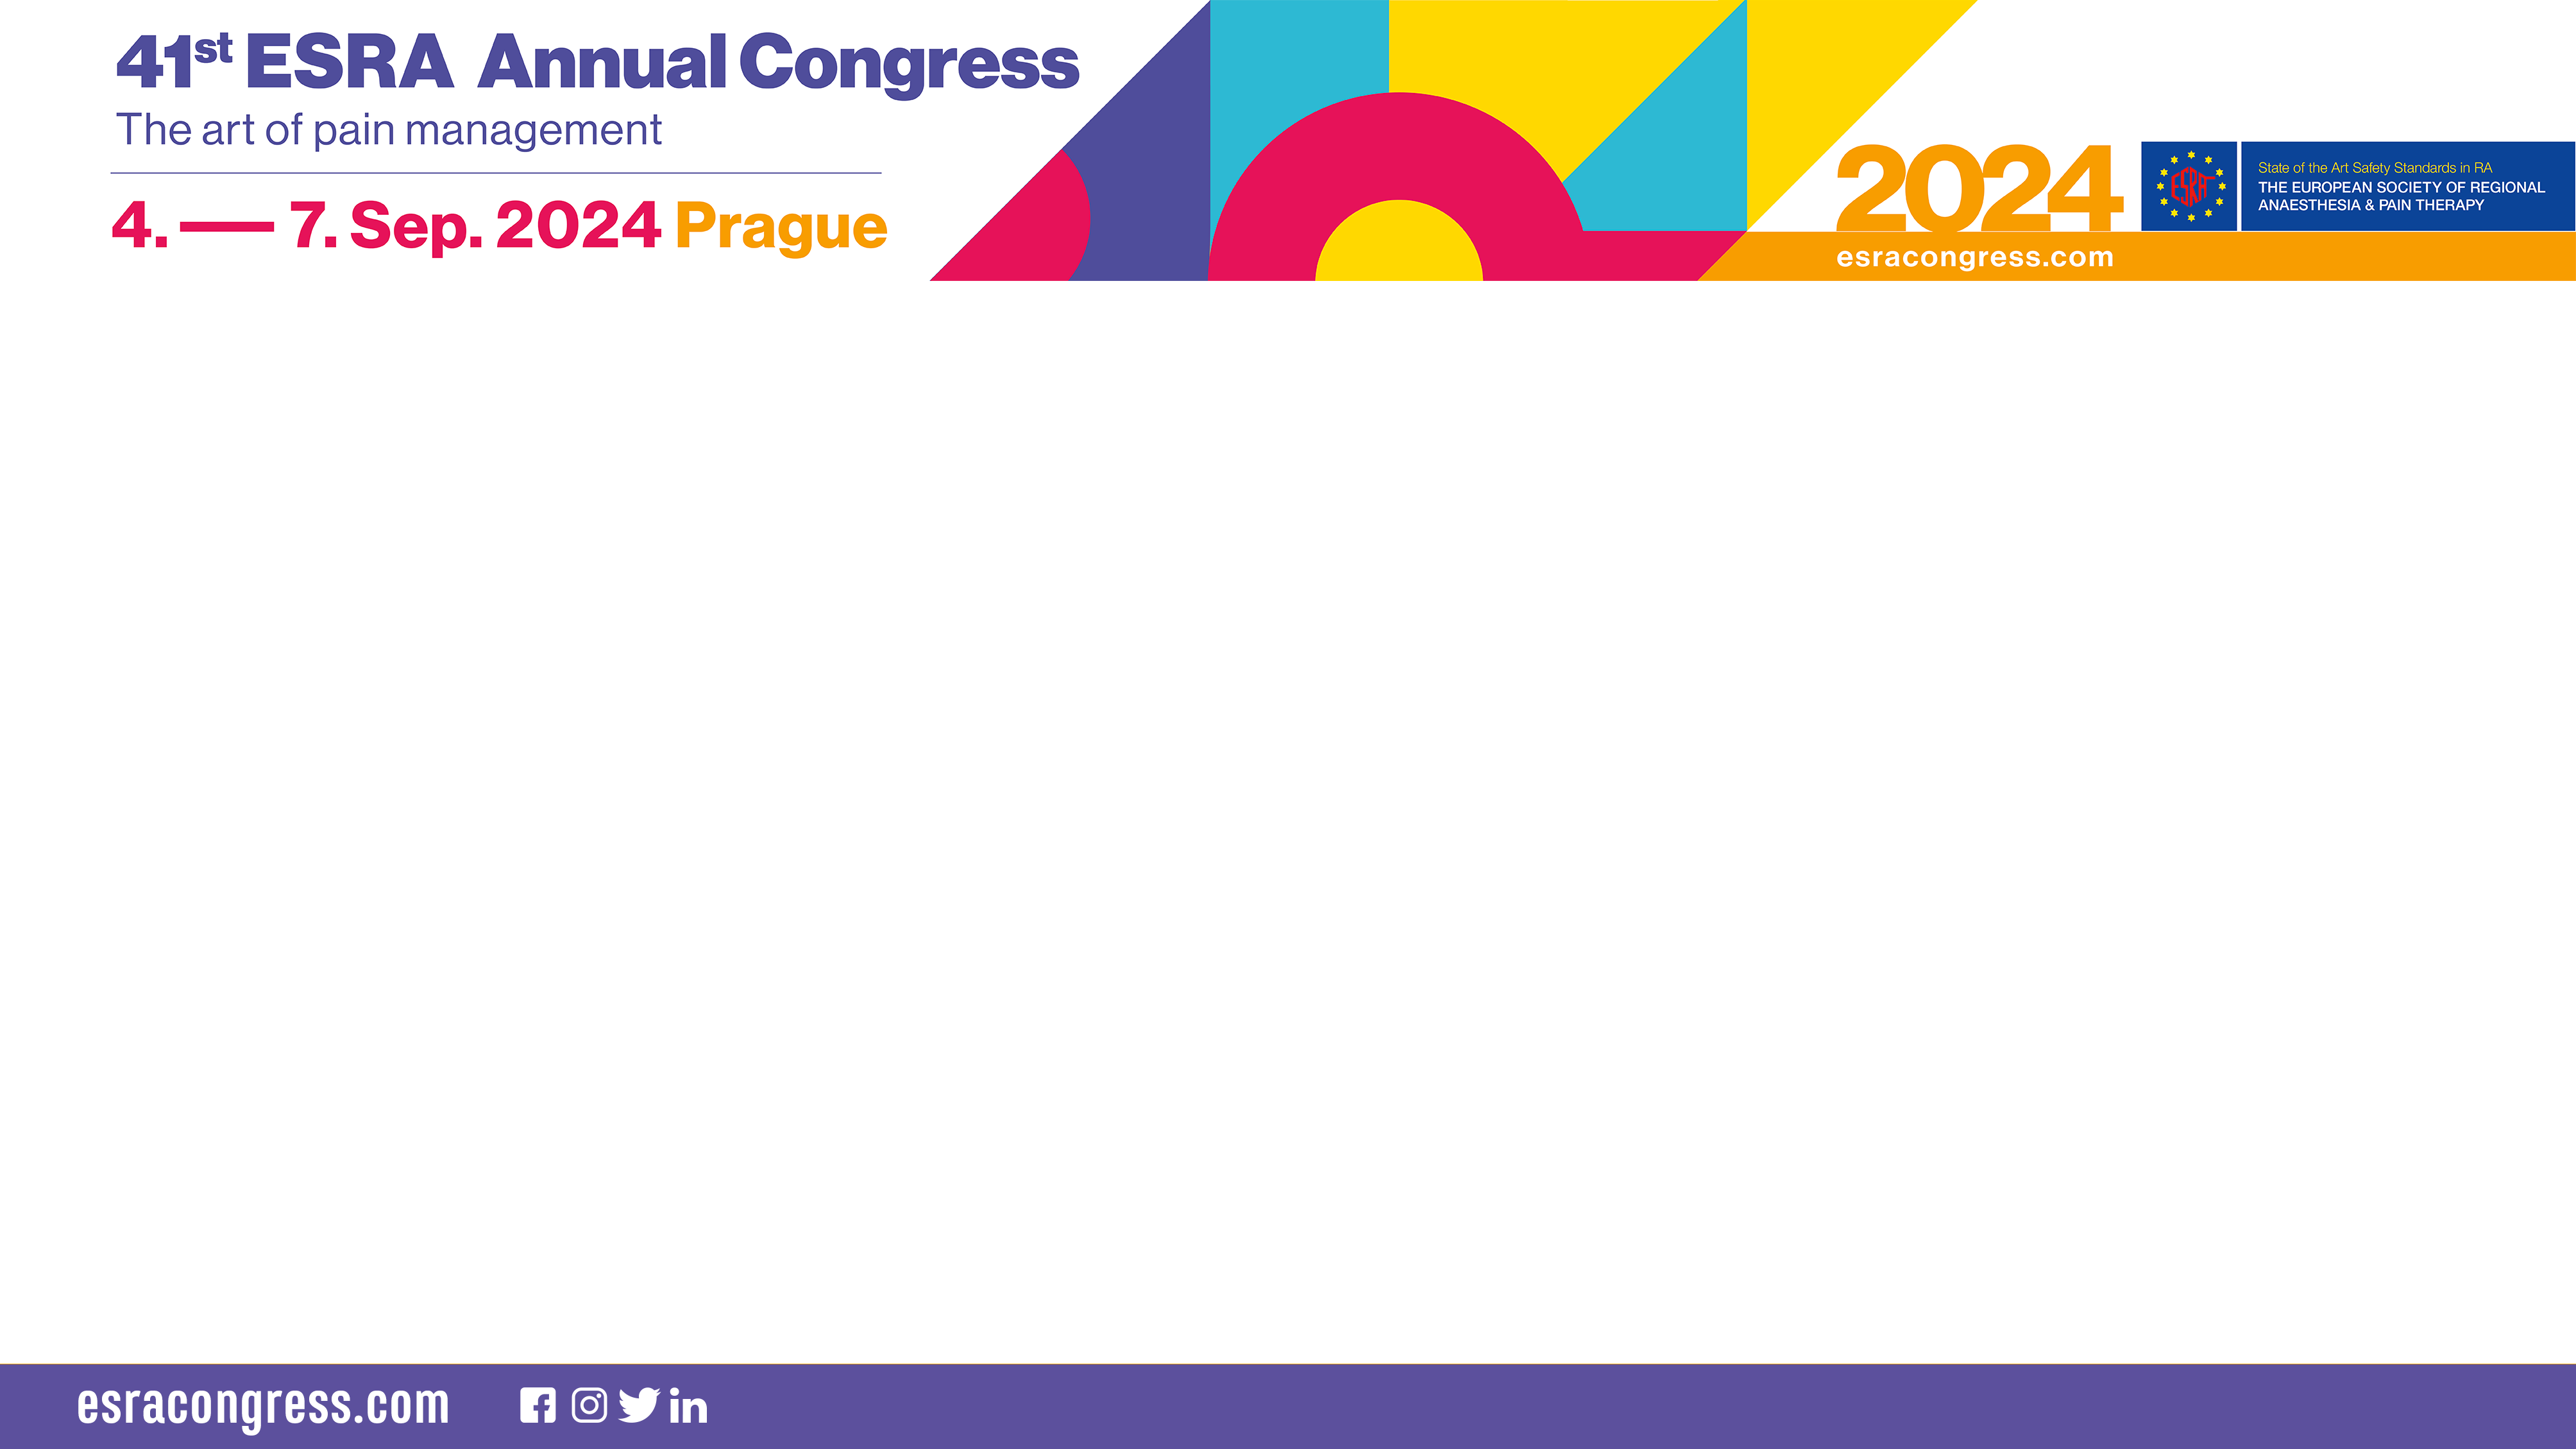 41st ESRA Annual Congress
The art of pain management
4. — 7. Sep. 2024 Prague
2024
esracongress.com
ESRA
State of the Art Safety Standards in RA
THE EUROPEAN SOCIETY OF REGIONAL
ANAESTHESIA & PAIN THERAPY
esracongress.com